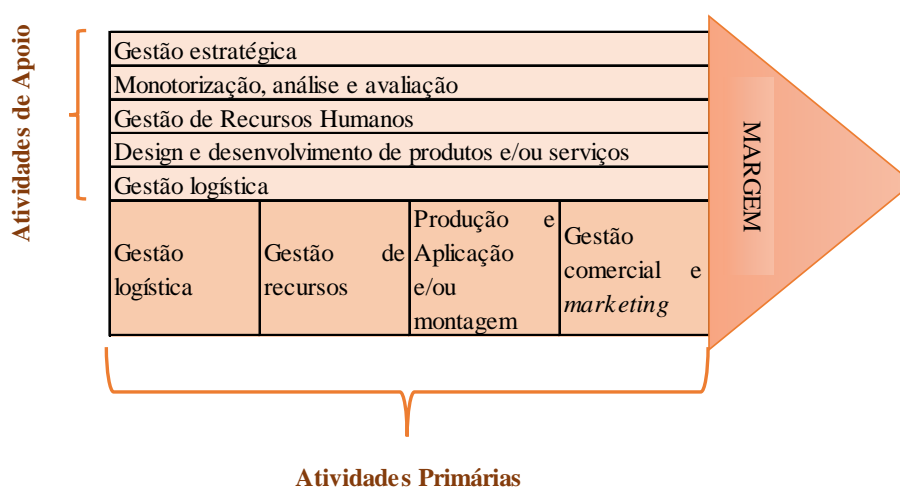 Atividades de Apoio
Gestão estratégica
Monotorização, análise e avaliação
Gestão de Recursos Humanos
Design e desenvolvimento de produtos e/ou serviços
Gestão logística
Gestão
logística
Gestão de
recursos
Produção e
Aplicação
e/ou
montagem
Gestão
comercial e
marketing
MARGEM
Atividades Primárias